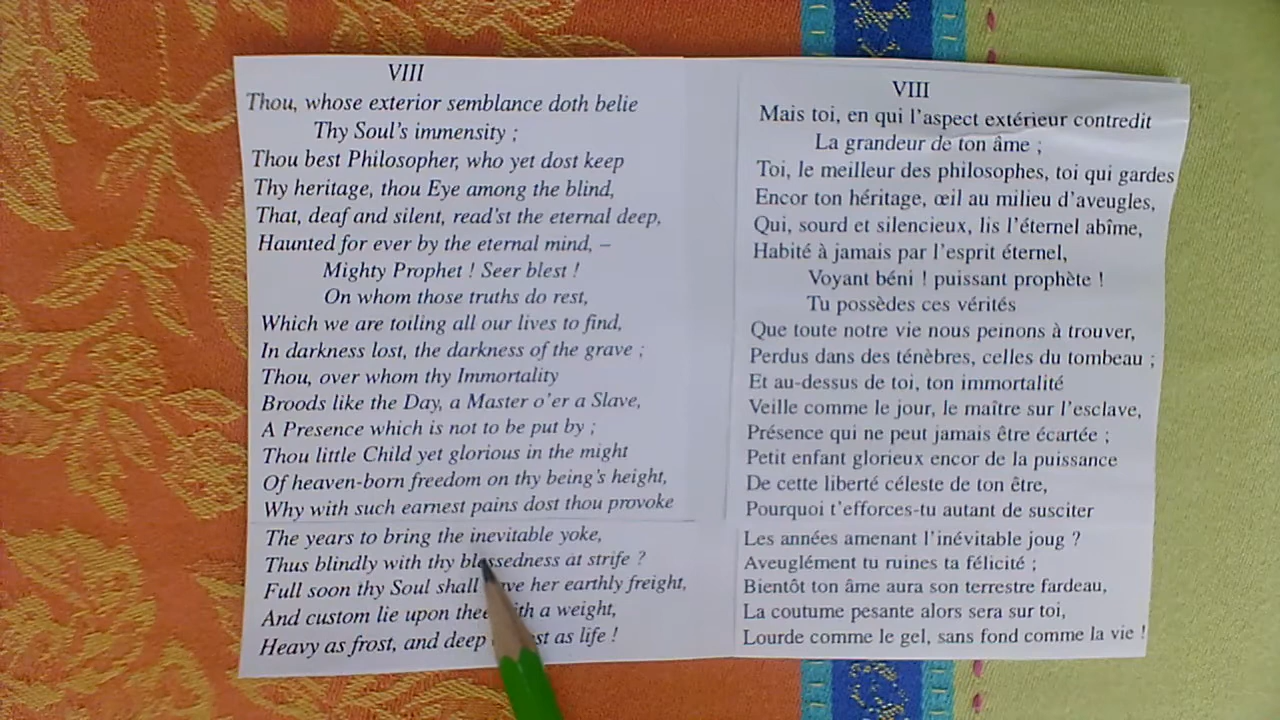 VIII
Thou, whose exterior semblance doth belie
Thy Soul's immensity ;
Thou best Philosopher, who yet dost keep
Thy heritage, thou Eye among the blind,
That, deaf and silent, read'st the eternal deep,
Haunted for ever by the eternal mind, –
Mighty Prophet ! Seer blest !
On whom those truths do rest,
Which we are toiling all our lives to find,
In darkness lost, the darkness of the grave ;
Thou, over whom thy Immortality
Broods like the Day, a Master o'er a Slave,
A Presence which is not to be put by ;
Thou little Child yet glorious in the might
Of heaven-born freedom on thy being's height,
Why with such earnest pains dost thou provoke
The years to bring the inevitable yoke,
Thus blindly with thy blessedness at strife ?
Full soon thy Soul shall her earthly freight,
And custom lie upon thee a weight,
Heavy as frost, and deep as life !
VIII
Mais toi, en qui l'aspect extérieur contredit
La grandeur de ton âme ;
Toi, le meilleur des philosophes, toi qui gardes
Encor ton héritage, œil au milieu d'aveugles,
Qui, sourd et silencieux, lis l'éternel abîme,
Habité à jamais par l'esprit éternel,
Voyant béni ! puissant prophète !
Tu possèdes ces vérités
Que toute notre vie nous peinons à trouver,
Perdus dans des ténèbres, celles du tombeau ;
Et au-dessus de toi, ton immortalité
Veille comme le jour, le maître sur l'esclave,
Présence qui ne peut jamais être écartée ;
Petit enfant glorieux encor de la puissance
De cette liberté céleste de ton être,
Pourquoi t'efforces-tu autant de susciter
Les années amenant l'inévitable joug ?
Aveuglément tu ruines ta félicité ;
Bientôt ton âme aura son terrestre fardeau,
La coutume pesante alors sera sur toi,
Lourde comme le gel, sans fond comme la vie !